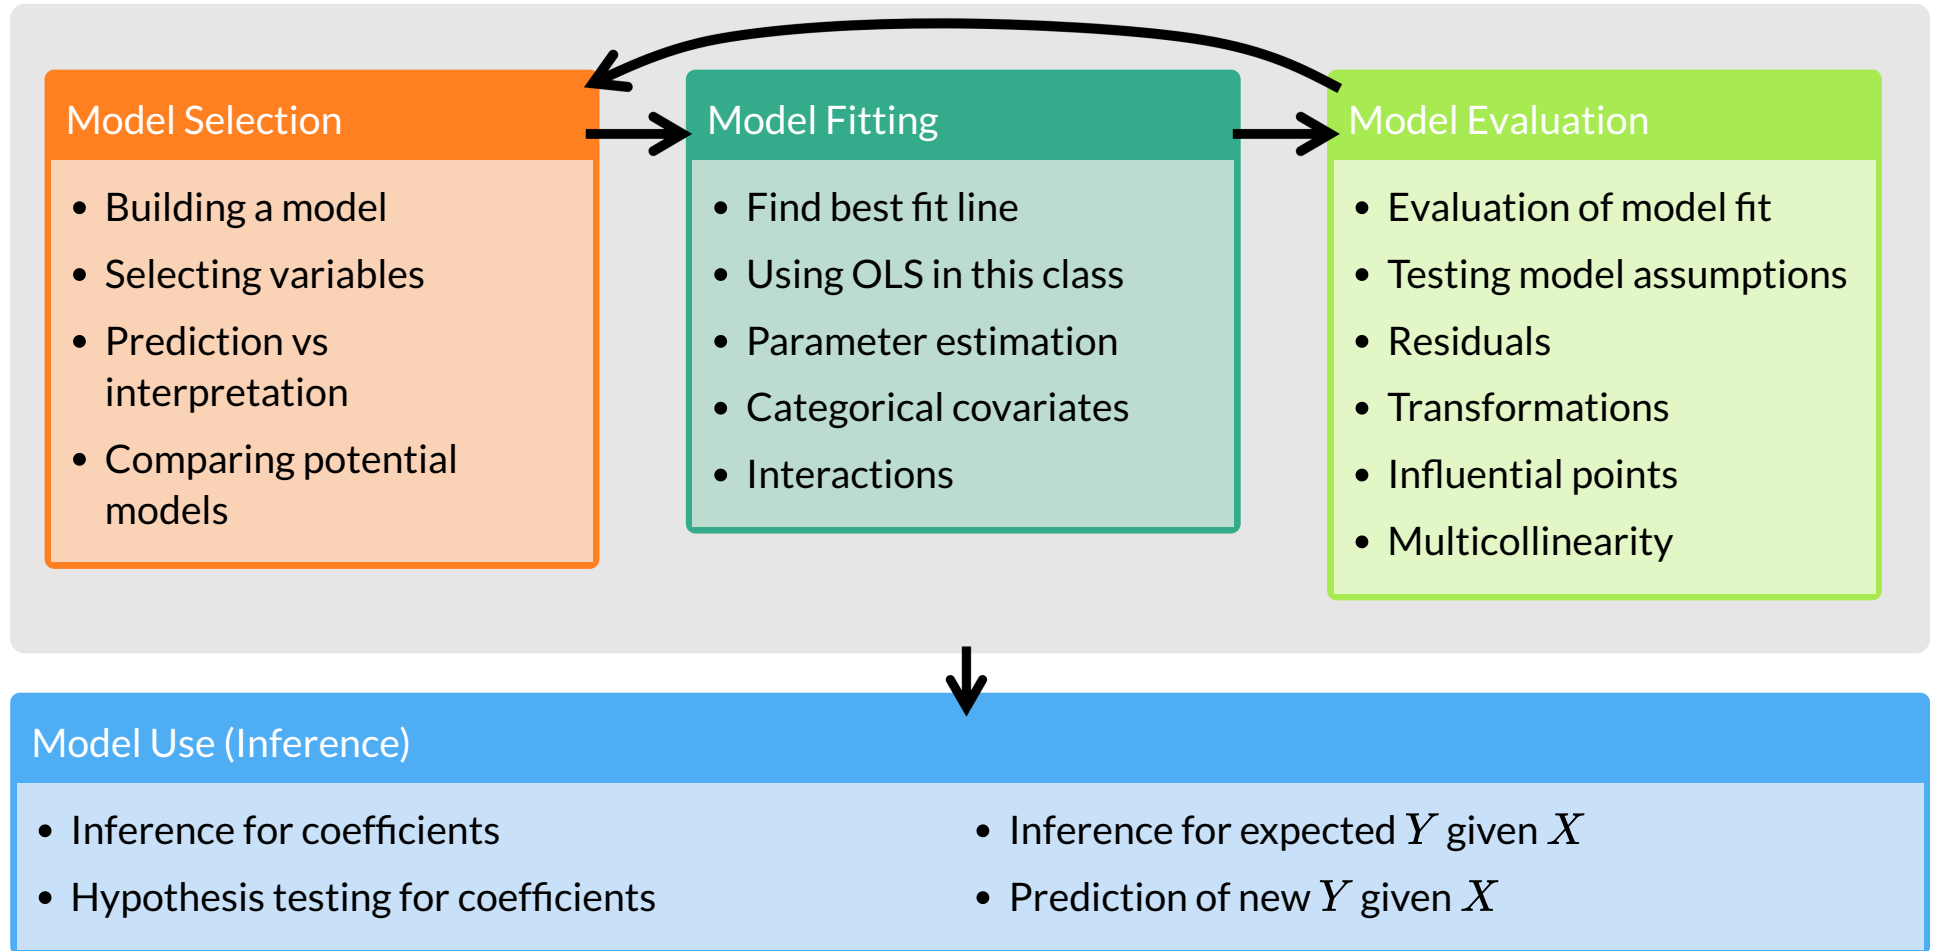 Model Selection
• Building a model
• Selecting variables
• Prediction vs
interpretation
• Comparing potential
models
Model Fitting
• Find best fit line
• Using OLS in this class
• Parameter estimation
• Categorical covariates
• Interactions
Model Evaluation
• Evaluation of model fit
• Testing model assumptions
• Residuals
• Transformations
• Influential points
• Multicollinearity
Model Use (Inference)
• Inference for coefficients
• Hypothesis testing for coefficients
• Inference for expected Y given X
• Prediction of new Y given X